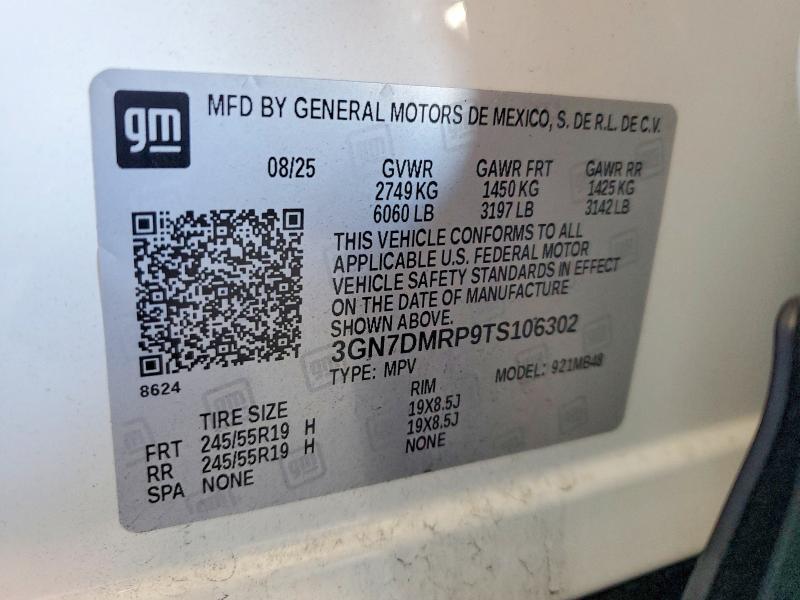 gm
MFD BY GENERAL MOTORS DE MEXICO, S. DE R.L. DE C.V.
08/25 GVWR GAWR FRT GAWR RR
2749 KG 1450 KG 1425 KG
6060 LB 3197 LB 3142 LB
THIS VEHICLE CONFORMS TO ALL
APPLICABLE U.S. FEDERAL MOTOR
VEHICLE SAFETY STANDARDS IN EFFECT
ON THE DATE OF MANUFACTURE
SHOWN ABOVE.
3GN7DMRP9TS106302
TYPE: MPV MODEL: 921MB48
8624
TIRE SIZE RIM
FRT 245/55R19 H 19X8.5J
RR 245/55R19 H 19X8.5J
SPA NONE NONE